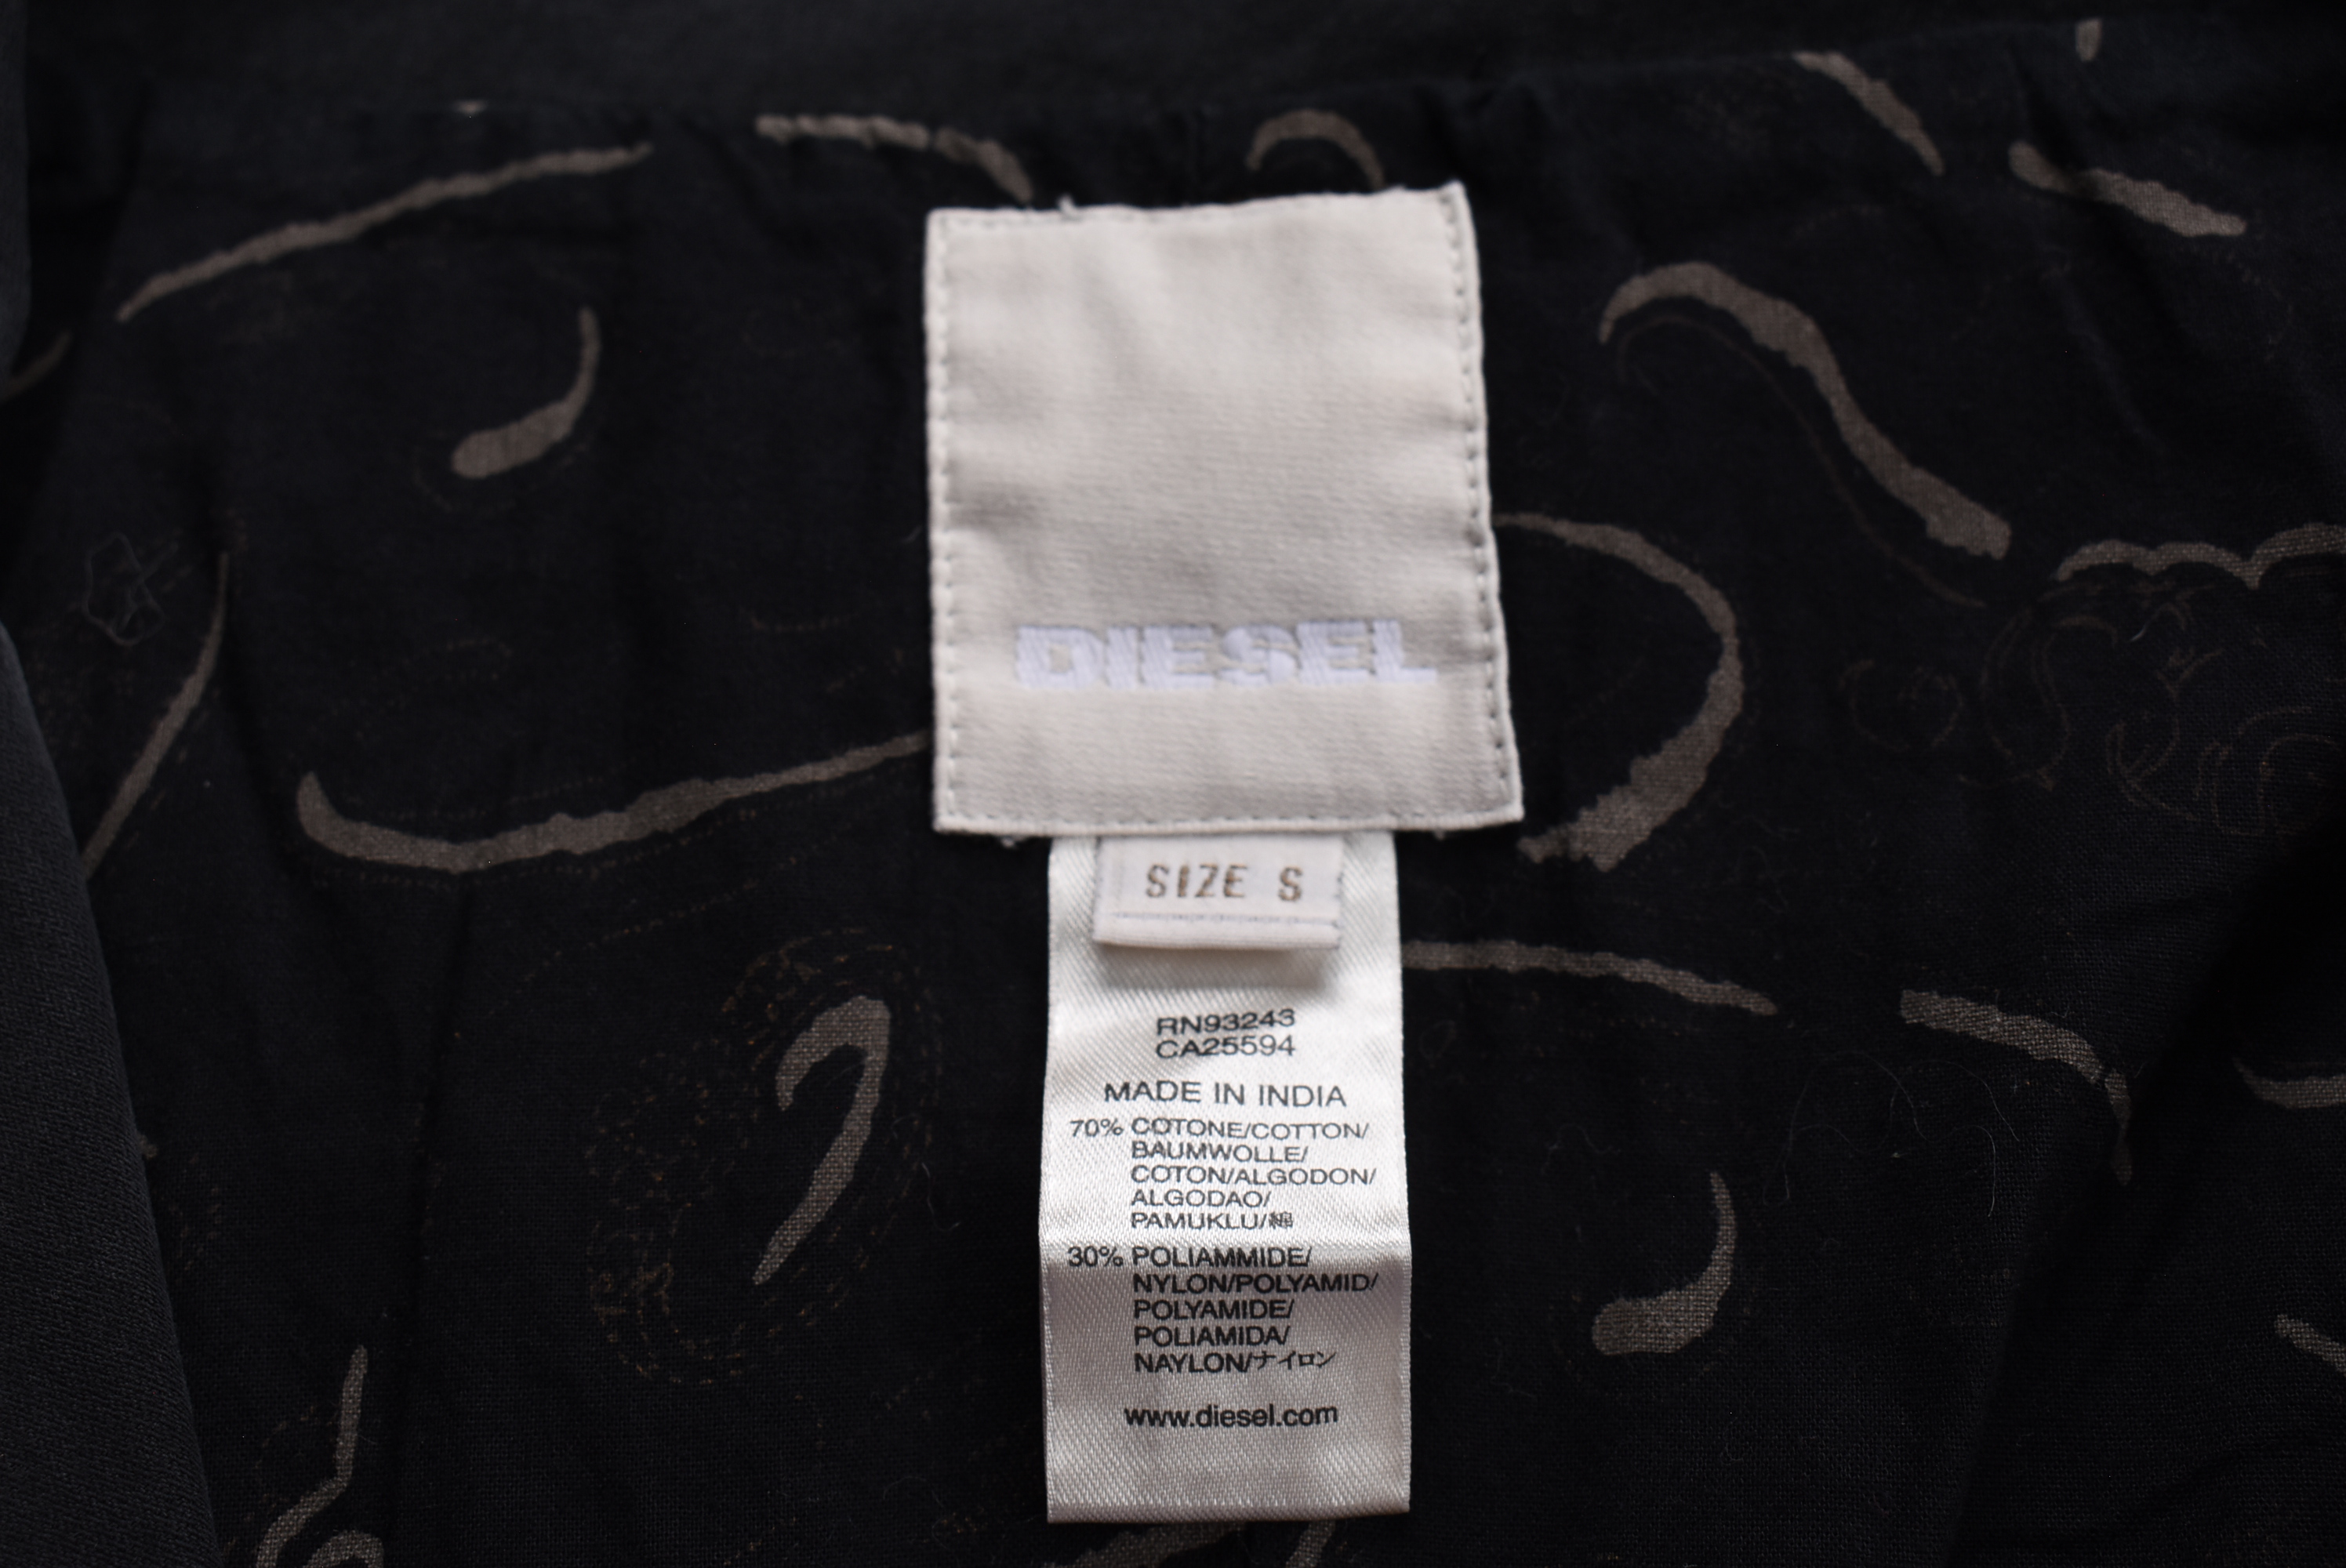 DIESEL
SIZE S
RN93243
CA25594
MADE IN INDIA
70% COTONE/COTTON/
BAUMWOLLE/
COTON/ALGODON/
ALGODAO/
PAMUKLU/綿
30% POLIAMMIDE/
NYLON/POLYAMID/
POLYAMIDE/
POLIAMIDA/
NAYLON/ナイロン
www.diesel.com